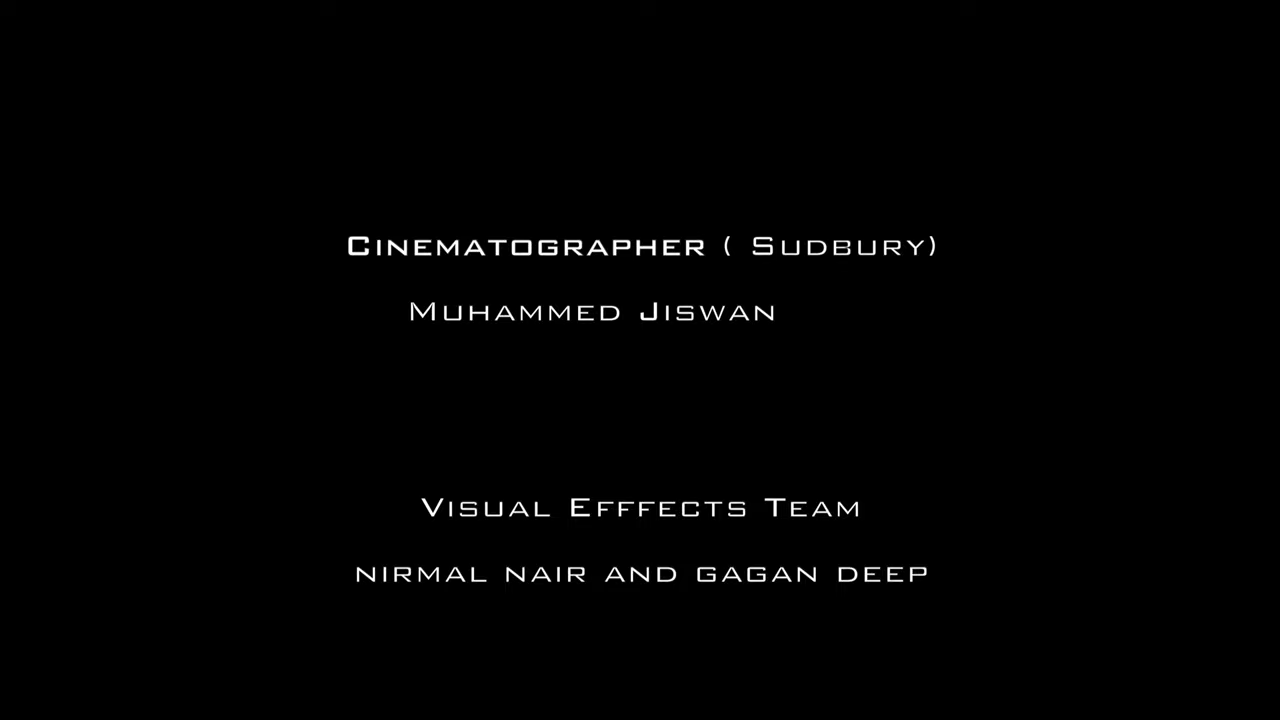 Cinematographer ( Sudbury)
Muhammed Jiswan
Visual Efffects Team
nirmal nair and gagan deep